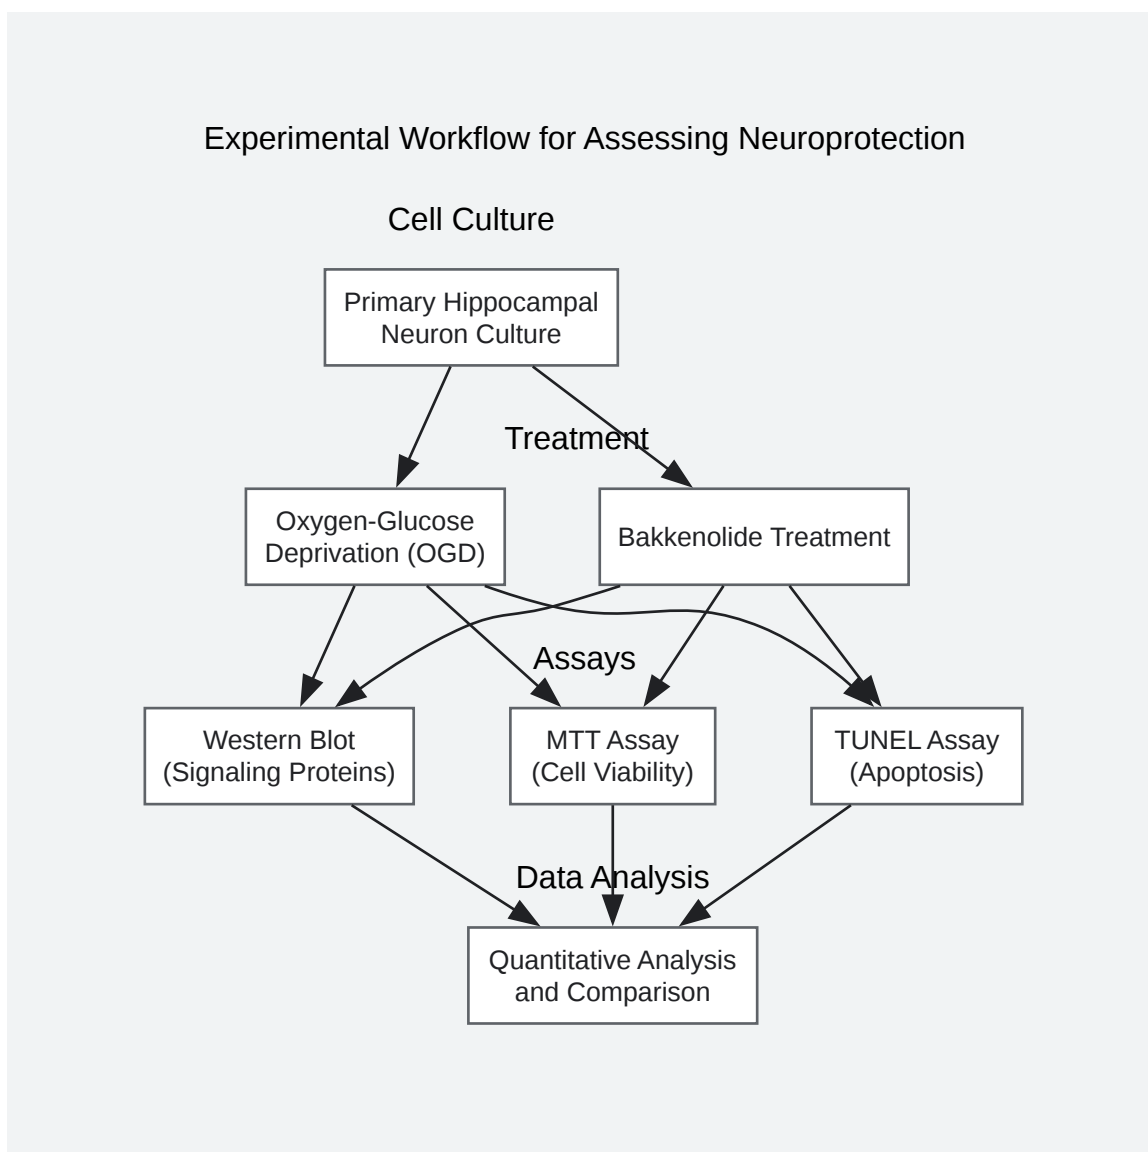 Experimental Workflow for Assessing Neuroprotection
Cell Culture
Primary Hippocampal
Neuron Culture
Treatment
Oxygen-Glucose
Deprivation (OGD)
Bakkenolide Treatment
Assays
Western Blot
(Signaling Proteins)
MTT Assay
(Cell Viability)
TUNEL Assay
(Apoptosis)
Data Analysis
Quantitative Analysis
and Comparison